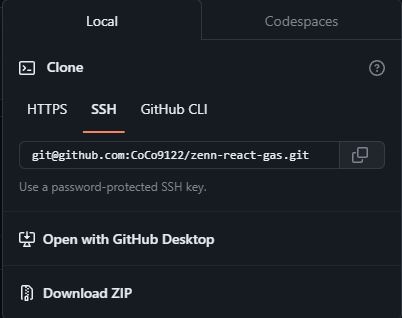 Local
Codespaces
Clone
HTTPS
SSH
GitHub CLI
git@github.com:CoCo9122/zenn-react-gas.git
Use a password-protected SSH key.
Open with GitHub Desktop
Download ZIP